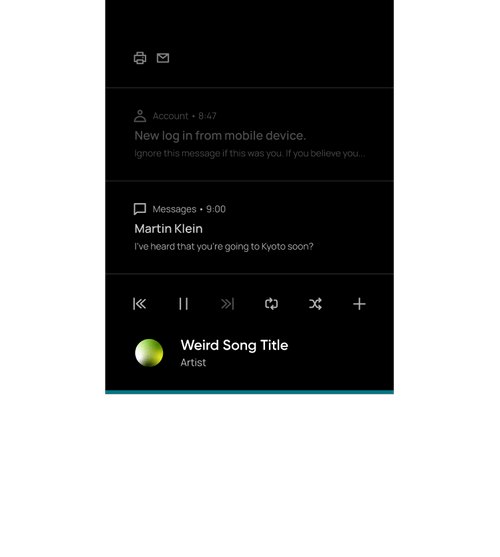 Account • 8:47
New log in from mobile device.
Ignore this message if this was you. If you believe you...
Messages • 9:00
Martin Klein
I've heard that you're going to Kyoto soon?
Weird Song Title
Artist